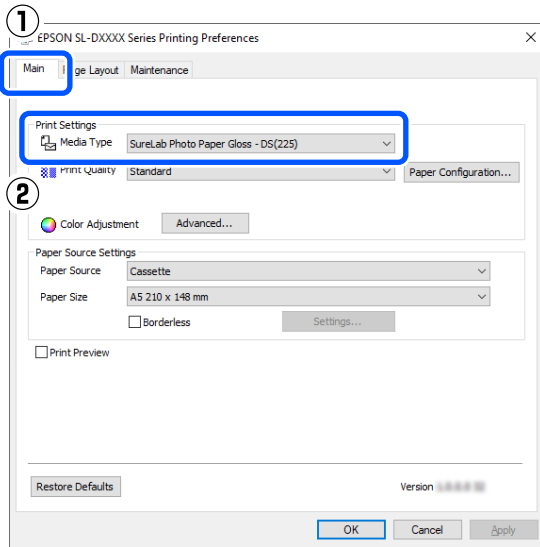 ①
EPSON SL-DXXXX Series Printing Preferences
Main Page Layout Maintenance
Print Settings
Media Type SureLab Photo Paper Gloss - DS(225)
②
Print Quality Standard Paper Configuration...
Color Adjustment Advanced...
Paper Source Settings
Paper Source Cassette
Paper Size A5 210 x 148 mm
Borderless Settings...
Print Preview
Restore Defaults Version
OK Cancel Apply